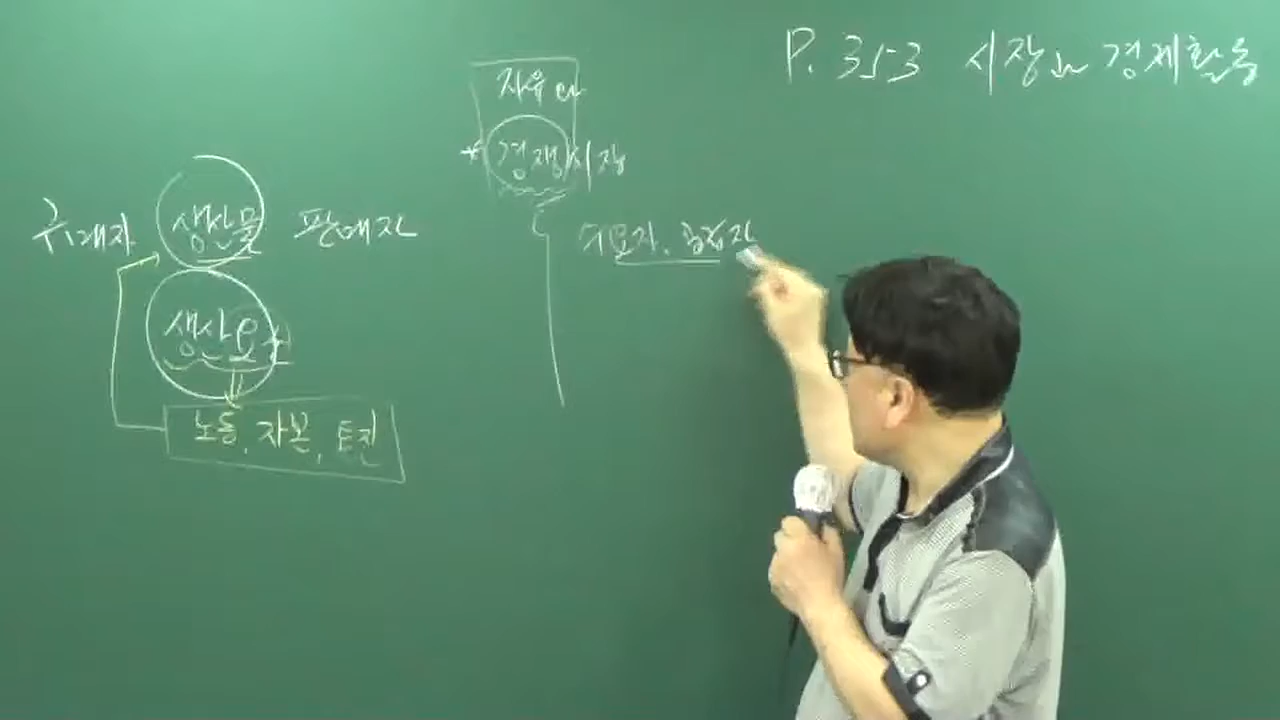 P. 353 시장과 경제활동
자유
경쟁시장
구매자 생산물 판매자
수요자, 공급자
생산요소
노동, 자본, 토지